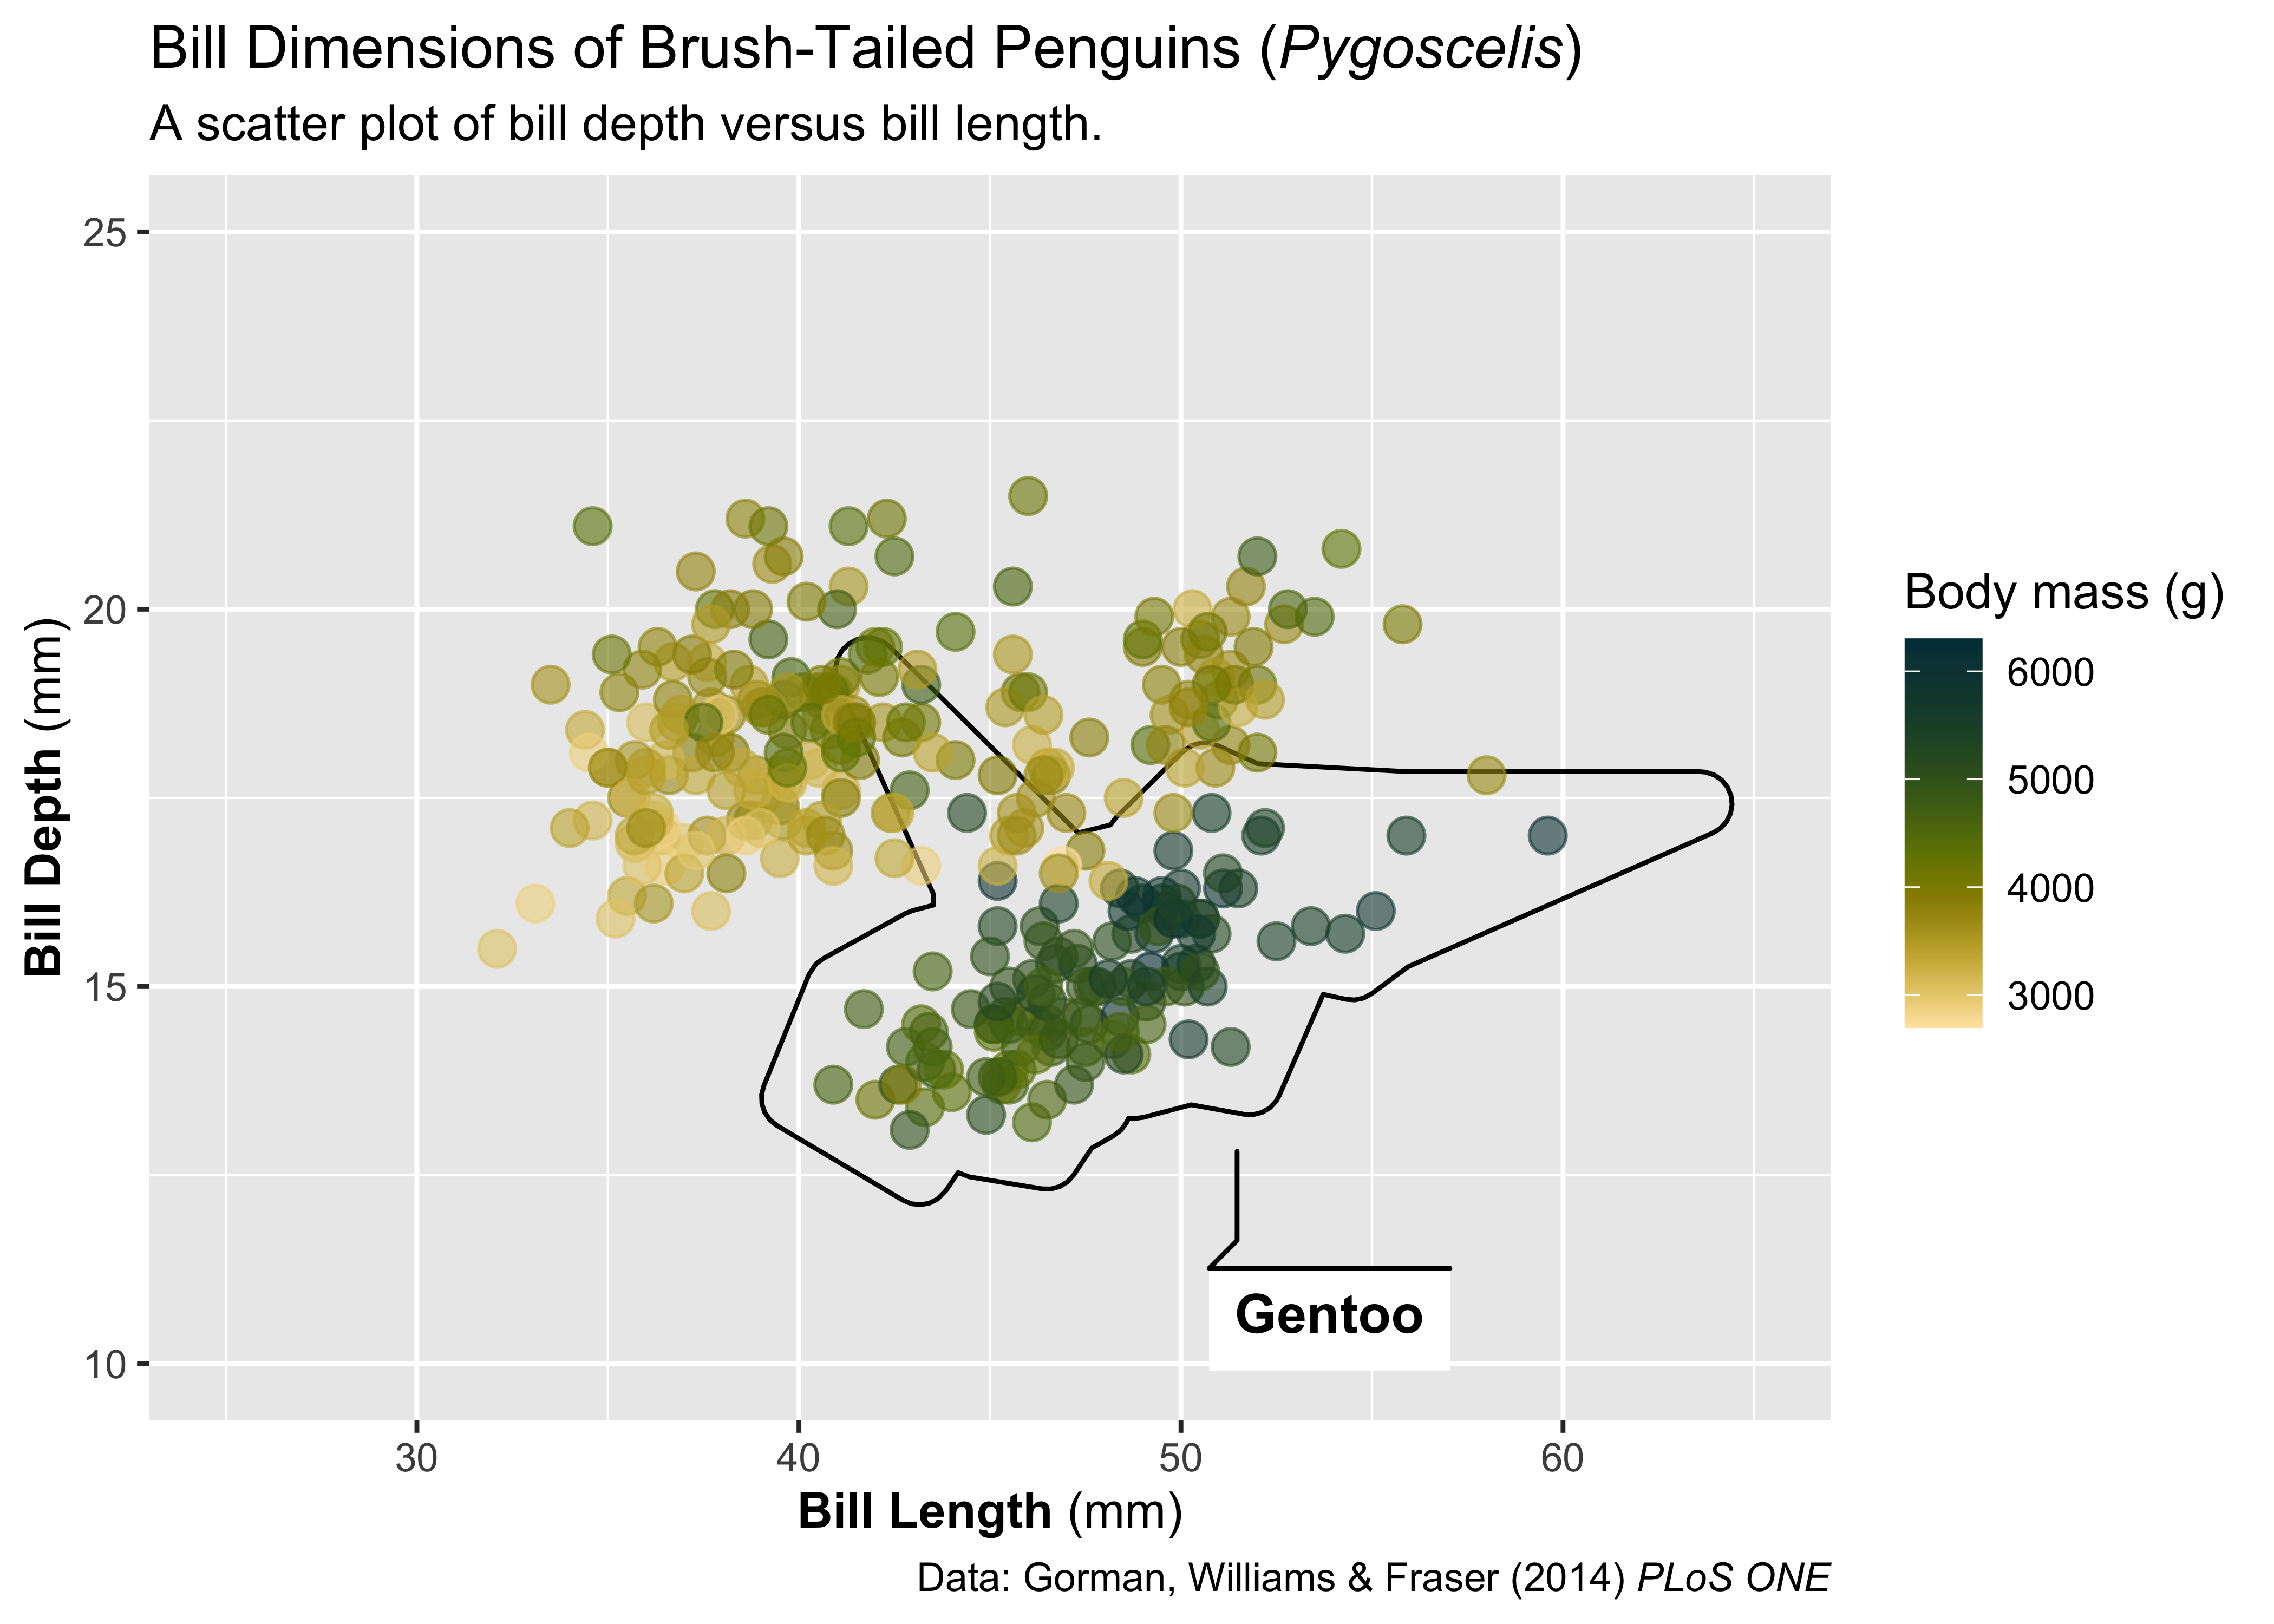 Bill Dimensions of Brush-Tailed Penguins (Pygoscelis)
A scatter plot of bill depth versus bill length.
25
20
15
10
Bill Depth (mm)
Gentoo
30 40 50 60
Bill Length (mm)
Body mass (g)
6000
5000
4000
3000
Data: Gorman, Williams & Fraser (2014) PLoS ONE